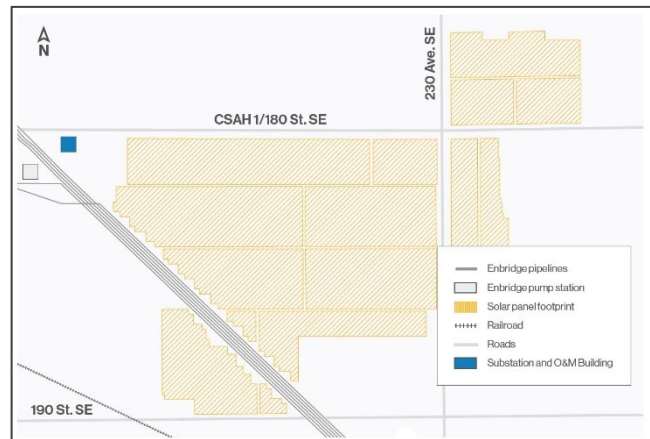 N
230 Ave. SE
CSAH 1/180 St. SE
Enbridge pipelines
Enbridge pump station
Solar panel footprint
Railroad
Roads
Substation and O&M Building
190 St. SE